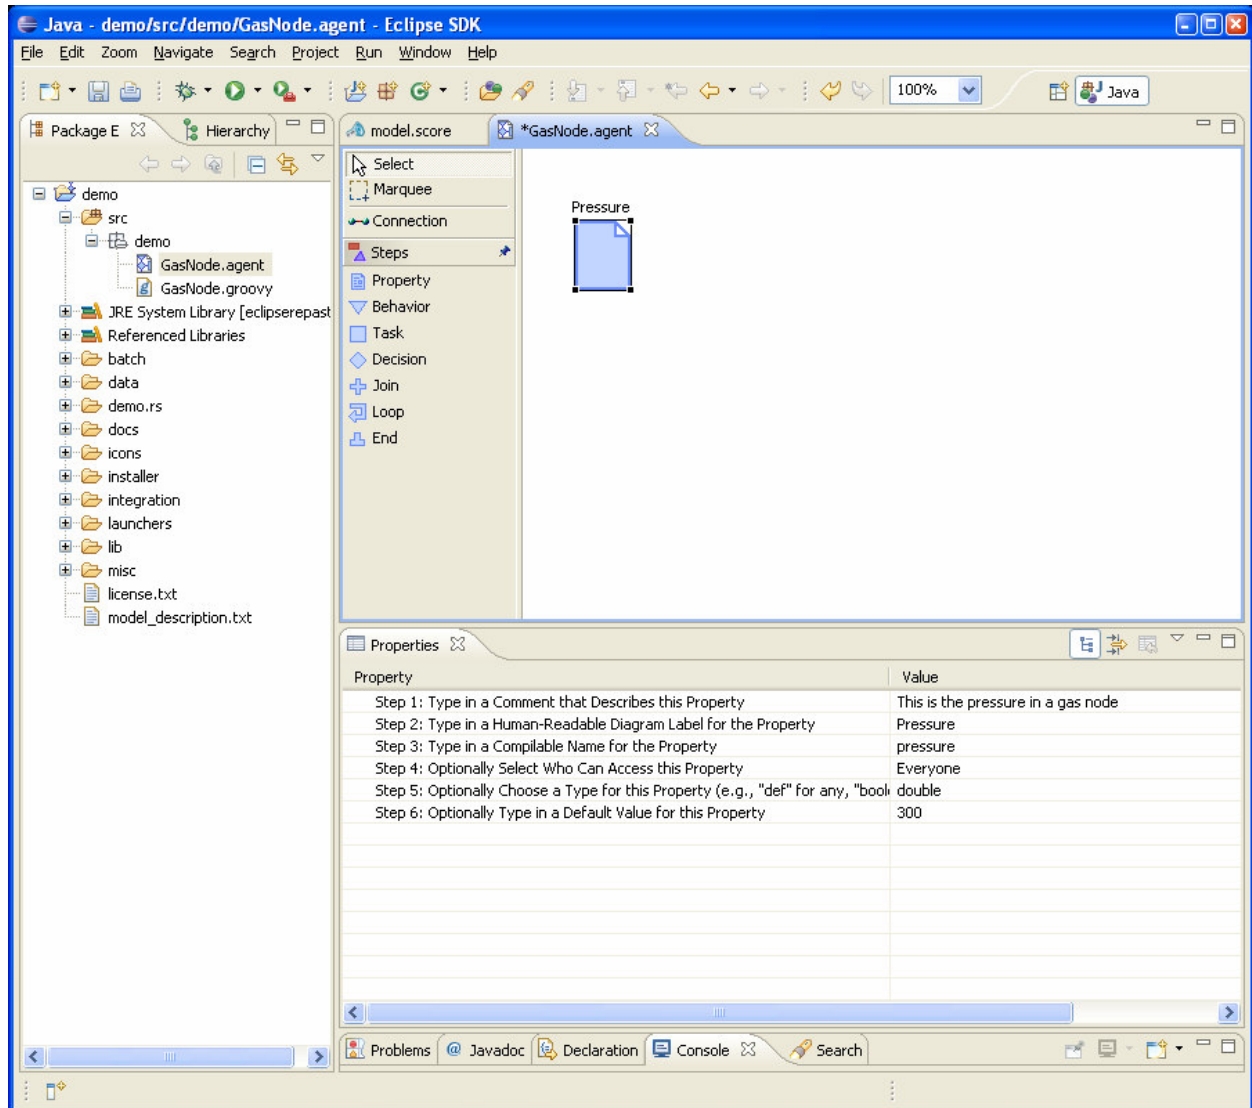 Java - demo/src/demo/GasNode.agent - Eclipse SDK
File Edit Zoom Navigate Search Project Run Window Help
100%
Java
Package E
Hierarchy
demo
src
demo
GasNode.agent
GasNode.groovy
JRE System Library [eclipserepast
Referenced Libraries
batch
data
demo.rs
docs
icons
installer
integration
launchers
lib
misc
license.txt
model_description.txt
model.score
*GasNode.agent
Select
Marquee
Connection
Steps
Property
Behavior
Task
Decision
Join
Loop
End
Pressure
Properties
Property Value
Step 1: Type in a Comment that Describes this Property This is the pressure in a gas node
Step 2: Type in a Human-Readable Diagram Label for the Property Pressure
Step 3: Type in a Compilable Name for the Property pressure
Step 4: Optionally Select Who Can Access this Property Everyone
Step 5: Optionally Choose a Type for this Property (e.g., "def" for any, "bool double
Step 6: Optionally Type in a Default Value for this Property 300
Problems @ Javadoc Declaration Console Search